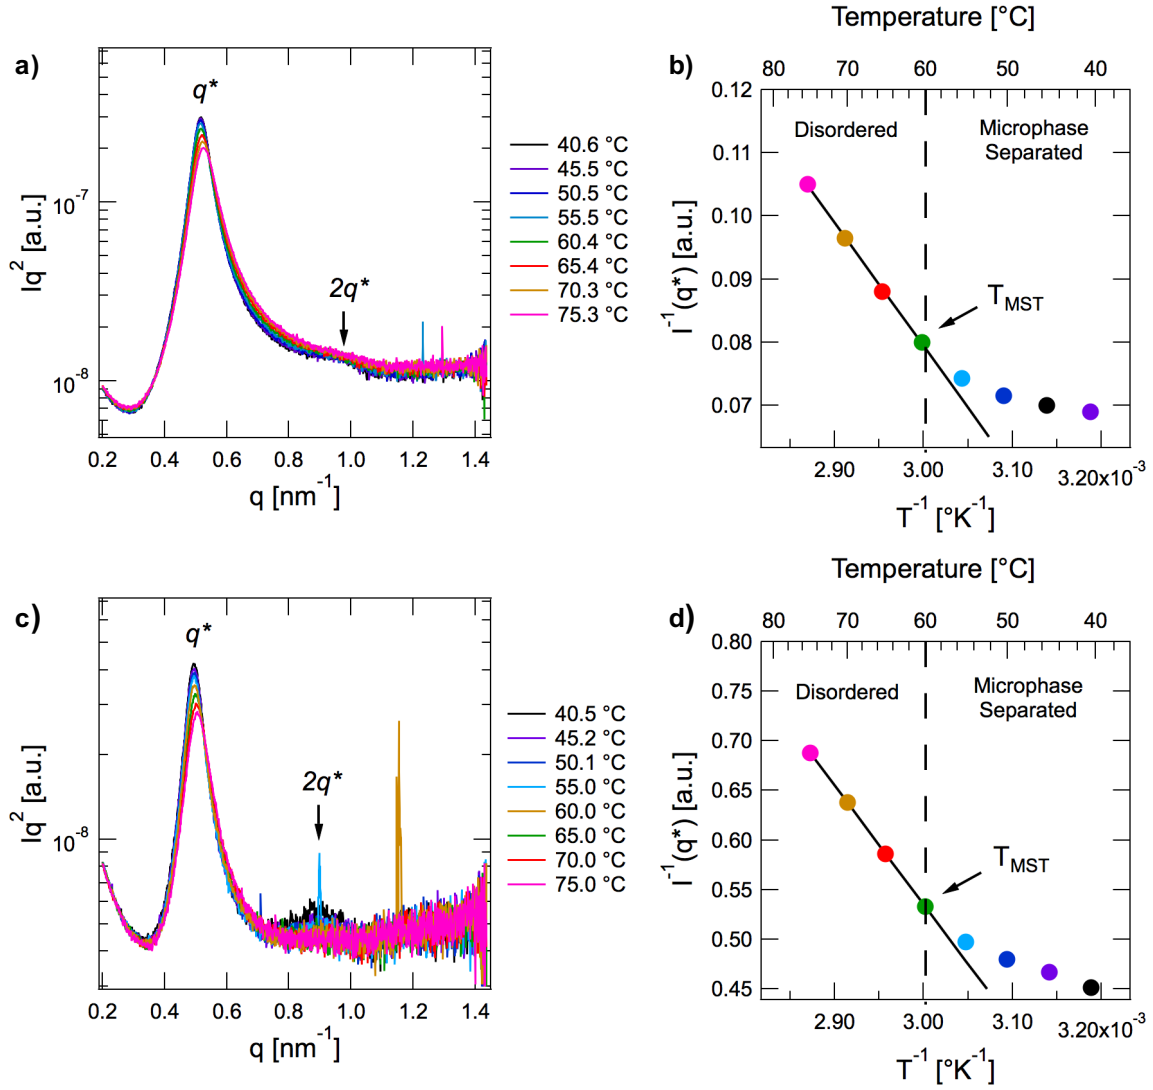 a)
Iq² [a.u.]
10⁻⁷
10⁻⁸
q*
2q*
0.2 0.4 0.6 0.8 1.0 1.2 1.4
q [nm⁻¹]
40.6 °C
45.5 °C
50.5 °C
55.5 °C
60.4 °C
65.4 °C
70.3 °C
75.3 °C
b)
Temperature [°C]
80 70 60 50 40
0.12
0.11
0.10
0.09
0.08
0.07
I⁻¹(q*) [a.u.]
Disordered
Microphase
Separated
T_MST
2.90 3.00 3.10 3.20x10⁻³
T⁻¹ [°K⁻¹]
c)
Iq² [a.u.]
10⁻⁸
q*
2q*
0.2 0.4 0.6 0.8 1.0 1.2 1.4
q [nm⁻¹]
40.5 °C
45.2 °C
50.1 °C
55.0 °C
60.0 °C
65.0 °C
70.0 °C
75.0 °C
d)
Temperature [°C]
80 70 60 50 40
0.80
0.70
0.65
0.60
0.55
0.50
0.45
I⁻¹(q*) [a.u.]
Disordered
Microphase
Separated
T_MST
2.90 3.00 3.10 3.20x10⁻³
T⁻¹ [°K⁻¹]